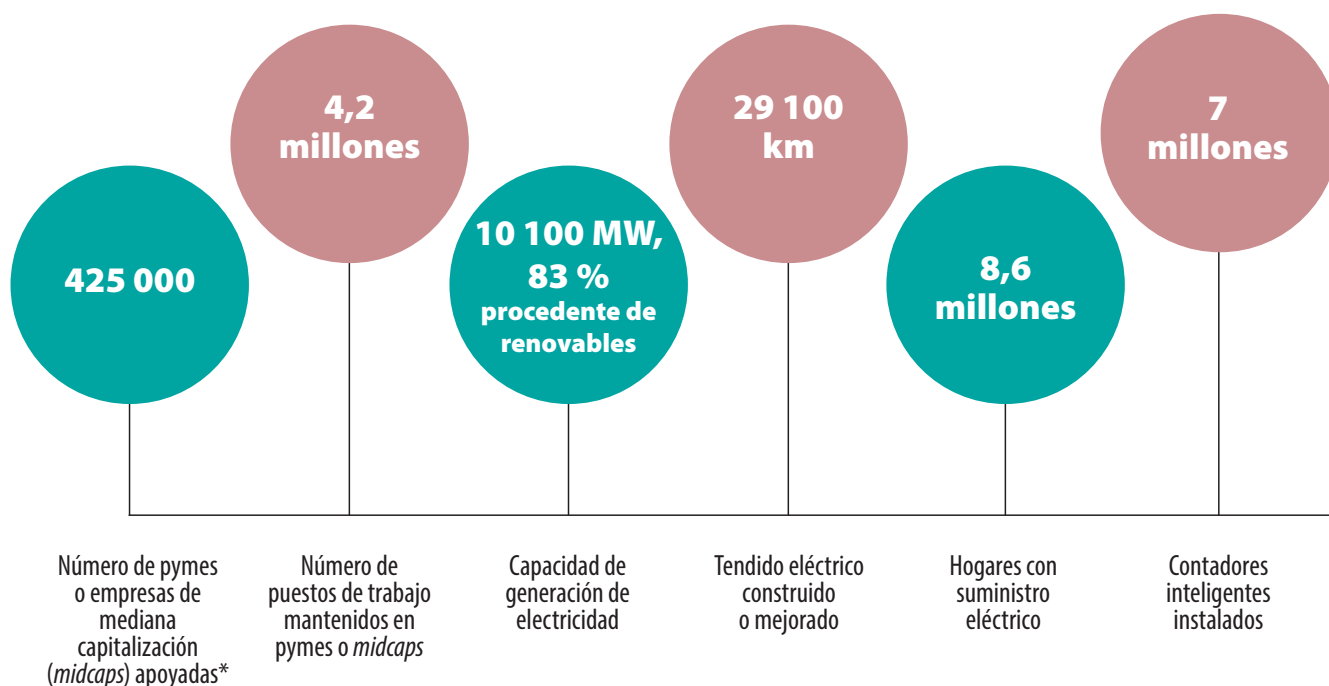 4,2
millones
29 100
km
7
millones
425 000
10 100 MW,
83 %
procedente de
renovables
8,6
millones
Número de pymes
o empresas de
mediana
capitalización
(midcaps) apoyadas*
Número de
puestos de trabajo
mantenidos en
pymes o midcaps
Capacidad de
generación de
electricidad
Tendido eléctrico
construido
o mejorado
Hogares con
suministro
eléctrico
Contadores
inteligentes
instalados